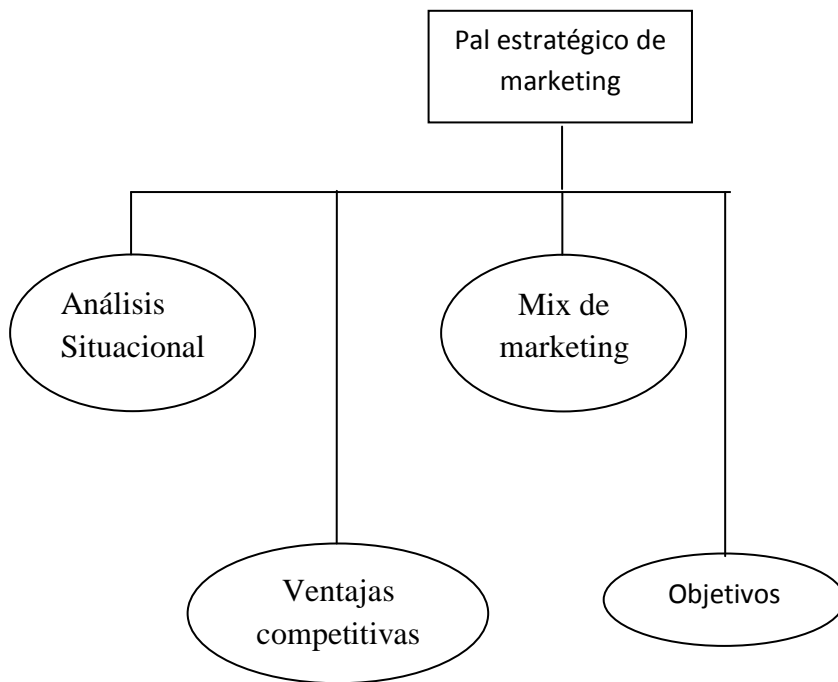 Pal estratégico de
marketing
Análisis
Situacional
Mix de
marketing
Ventajas
competitivas
Objetivos